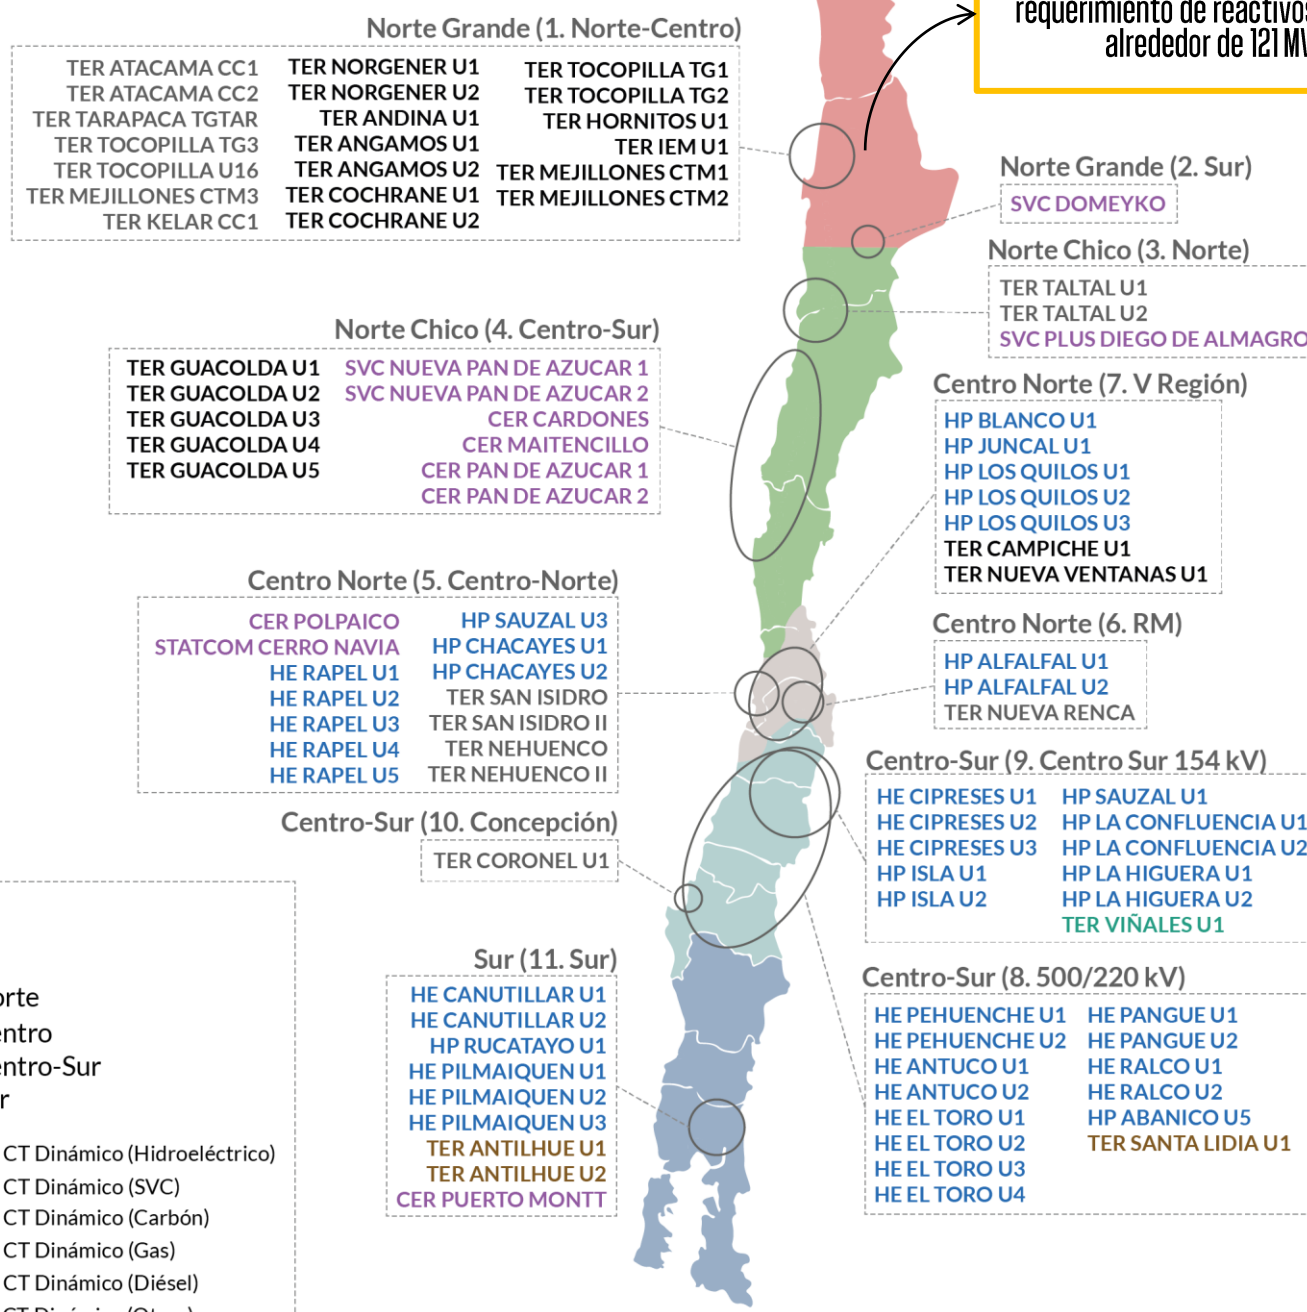 requerimiento de reactivos
alrededor de 121 MV
Norte Grande (1. Norte-Centro)
TER ATACAMA CC1
TER ATACAMA CC2
TER TARAPACA TGTAR
TER TOCOPILLA TG3
TER TOCOPILLA U16
TER MEJILLONES CTM3
TER KELAR CC1
TER NORGENER U1
TER NORGENER U2
TER ANDINA U1
TER ANGAMOS U1
TER ANGAMOS U2
TER COCHRANE U1
TER COCHRANE U2
TER TOCOPILLA TG1
TER TOCOPILLA TG2
TER HORNITOS U1
TER IEM U1
TER MEJILLONES CTM1
TER MEJILLONES CTM2
Norte Grande (2. Sur)
SVC DOMEYKO
Norte Chico (3. Norte)
TER TALTAL U1
TER TALTAL U2
SVC PLUS DIEGO DE ALMAGRO
Norte Chico (4. Centro-Sur)
TER GUACOLDA U1
TER GUACOLDA U2
TER GUACOLDA U3
TER GUACOLDA U4
TER GUACOLDA U5
SVC NUEVA PAN DE AZUCAR 1
SVC NUEVA PAN DE AZUCAR 2
CER CARDONES
CER MAITENCILLO
CER PAN DE AZUCAR 1
CER PAN DE AZUCAR 2
Centro Norte (7. V Región)
HP BLANCO U1
HP JUNCAL U1
HP LOS QUILOS U1
HP LOS QUILOS U2
HP LOS QUILOS U3
TER CAMPICHE U1
TER NUEVA VENTANAS U1
Centro Norte (5. Centro-Norte)
CER POLPAICO
STATCOM CERRO NAVIA
HE RAPEL U1
HE RAPEL U2
HE RAPEL U3
HE RAPEL U4
HE RAPEL U5
HP SAUZAL U3
HP CHACAYES U1
HP CHACAYES U2
TER SAN ISIDRO
TER SAN ISIDRO II
TER NEHUENCO
TER NEHUENCO II
Centro Norte (6. RM)
HP ALFALFAL U1
HP ALFALFAL U2
TER NUEVA RENCA
Centro-Sur (9. Centro Sur 154 kV)
HE CIPRESES U1
HE CIPRESES U2
HE CIPRESES U3
HP ISLA U1
HP ISLA U2
HP SAUZAL U1
HP LA CONFLUENCIA U1
HP LA CONFLUENCIA U2
HP LA HIGUERA U1
HP LA HIGUERA U2
TER VIÑALES U1
Centro-Sur (10. Concepción)
TER CORONEL U1
Sur (11. Sur)
HE CANUTILLAR U1
HE CANUTILLAR U2
HP RUCATAYO U1
HE PILMAIQUEN U1
HE PILMAIQUEN U2
HE PILMAIQUEN U3
TER ANTILHUE U1
TER ANTILHUE U2
CER PUERTO MONTT
Centro-Sur (8. 500/220 kV)
HE PEHUENCHE U1
HE PEHUENCHE U2
HE ANTUCO U1
HE ANTUCO U2
HE EL TORO U1
HE EL TORO U2
HE EL TORO U3
HE EL TORO U4
HE PANGUE U1
HE PANGUE U2
HE RALCO U1
HE RALCO U2
HP ABANICO U5
TER SANTA LIDIA U1
orte
entro
entro-Sur
r
CT Dinámico (Hidroeléctrico)
CT Dinámico (SVC)
CT Dinámico (Carbón)
CT Dinámico (Gas)
CT Dinámico (Diésel)